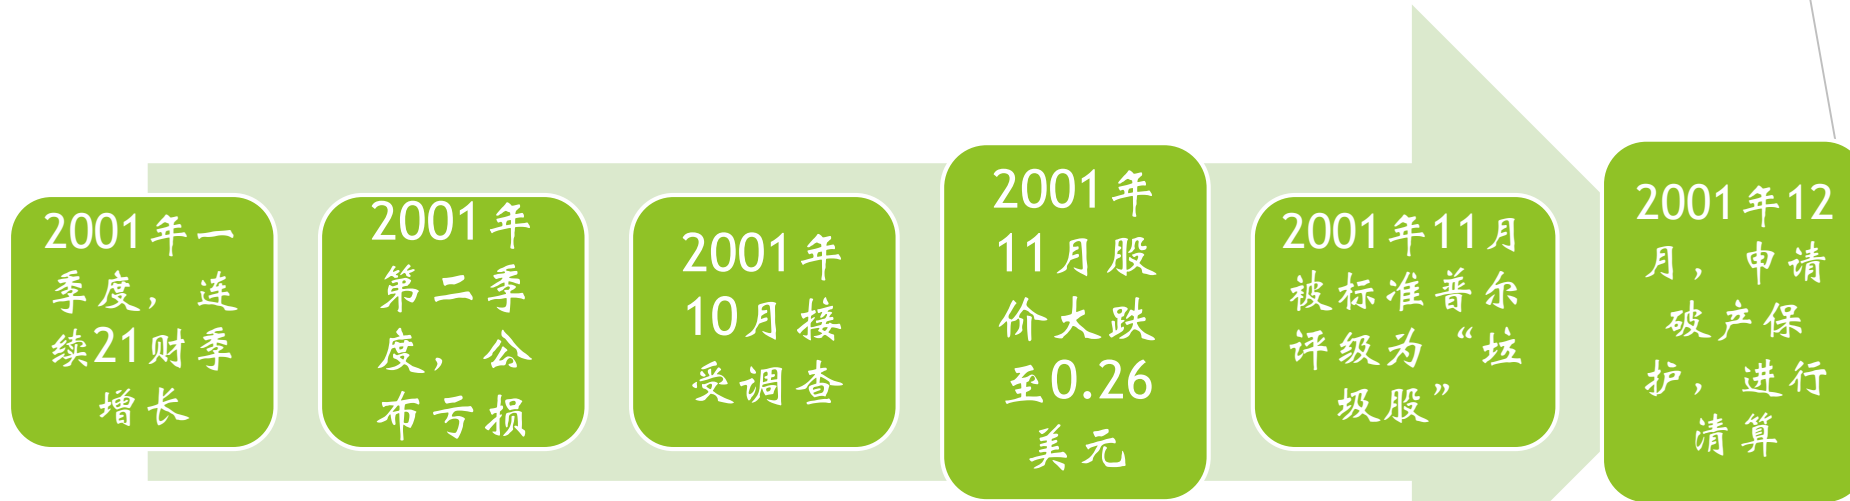 2001年一
季度，连
续21财季
增长
2001年
第二季
度，公
布亏损
2001年
10月接
受调查
2001年
11月股
价大跌
至0.26
美元
2001年11月
被标准普尔
评级为“垃
圾股”
2001年12
月，申请
破产保
护，进行
清算